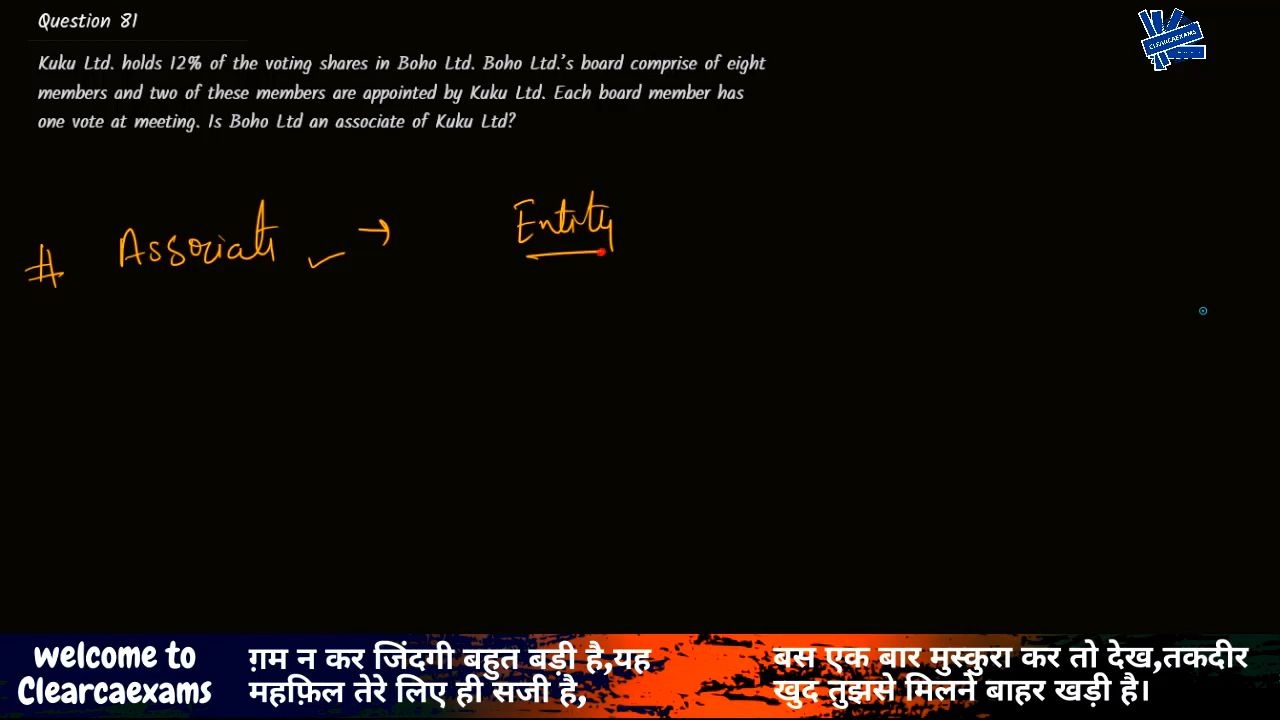 Question 81
Kuku Ltd. holds 12% of the voting shares in Boho Ltd. Boho Ltd.'s board comprise of eight
members and two of these members are appointed by Kuku Ltd. Each board member has
one vote at meeting. Is Boho Ltd an associate of Kuku Ltd?
CLEARCAEXAMS
# Associate ✓ → Entity
welcome to
Clearcaexams
ग़म न कर जिंदगी बहुत बड़ी है,यह
महफ़िल तेरे लिए ही सजी है,
बस एक बार मुस्कुरा कर तो देख,तकदीर
खुद तुझसे मिलने बाहर खड़ी है।